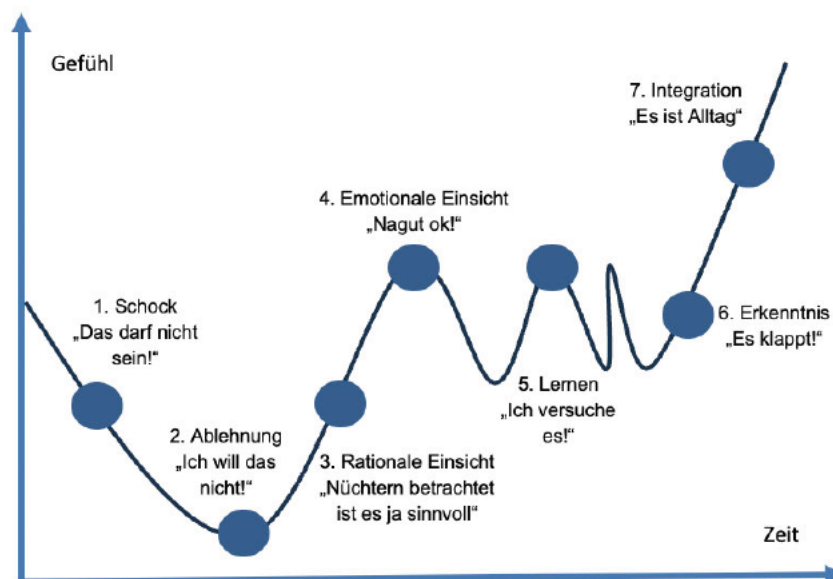 Gefühl
1. Schock
„Das darf nicht
sein!“
2. Ablehnung
„Ich will das
nicht!“
3. Rationale Einsicht
„Nüchtern betrachtet
ist es ja sinnvoll“
4. Emotionale Einsicht
„Nagut ok!“
5. Lernen
„Ich versuche
es!“
6. Erkenntnis
„Es klappt!“
7. Integration
„Es ist Alltag“
Zeit